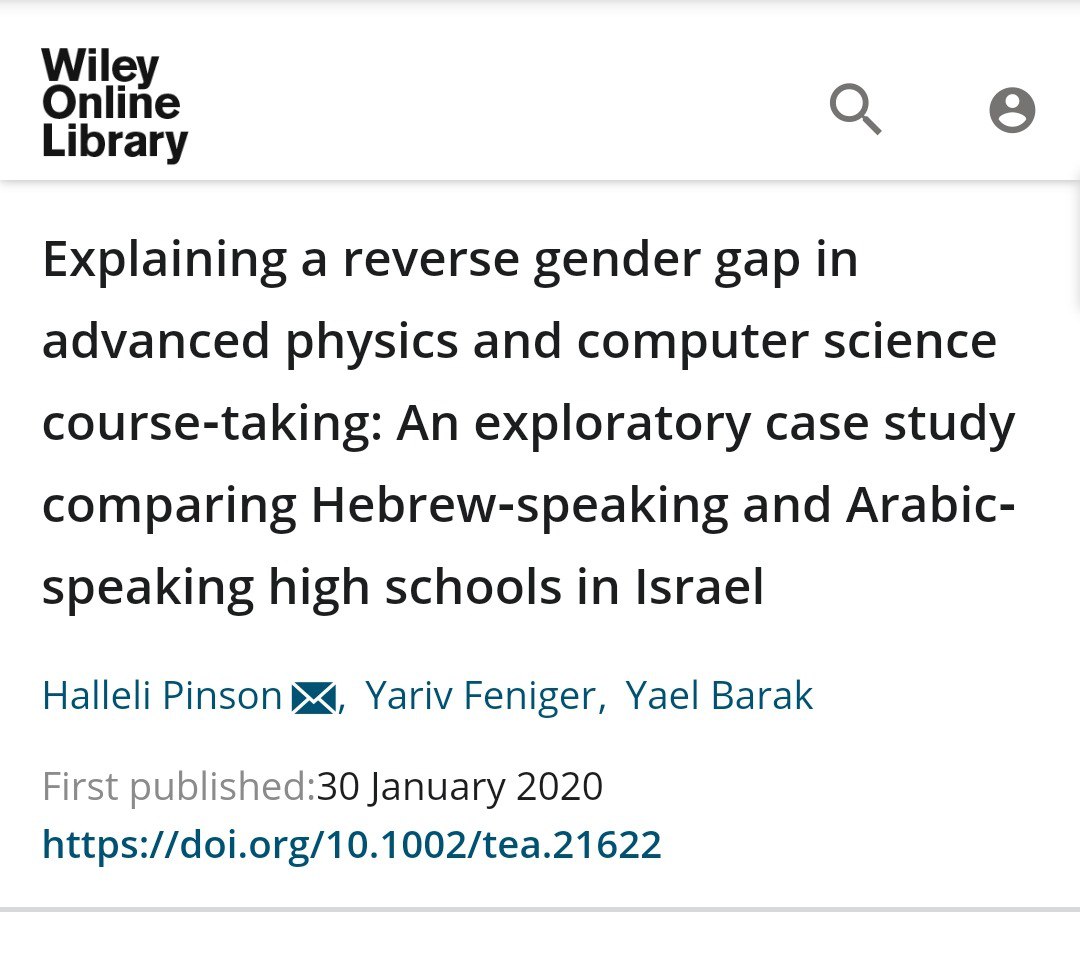 Wiley
Online
Library
Explaining a reverse gender gap in
advanced physics and computer science
course-taking: An exploratory case study
comparing Hebrew-speaking and Arabic-
speaking high schools in Israel
Halleli Pinson, Yariv Feniger, Yael Barak
First published:30 January 2020
https://doi.org/10.1002/tea.21622